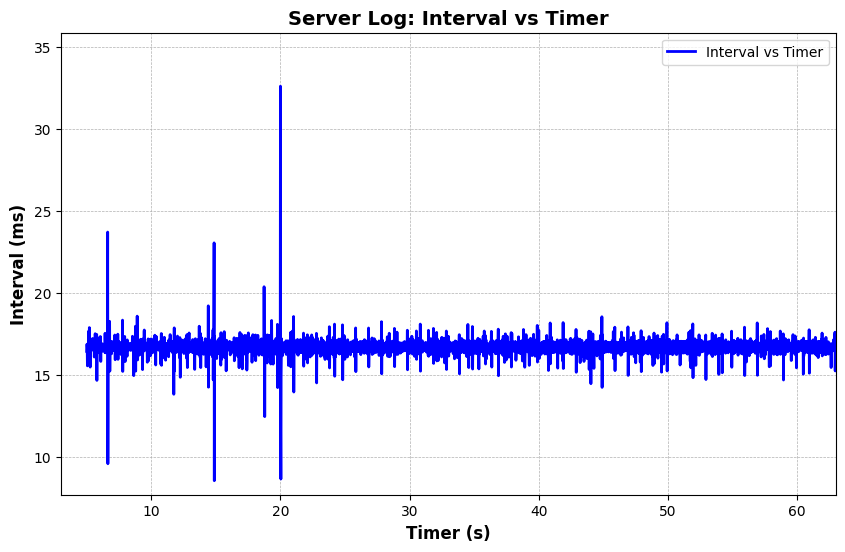 Server Log: Interval vs Timer
Interval vs Timer
35
30
25
20
15
10
Interval (ms)
10 20 30 40 50 60
Timer (s)